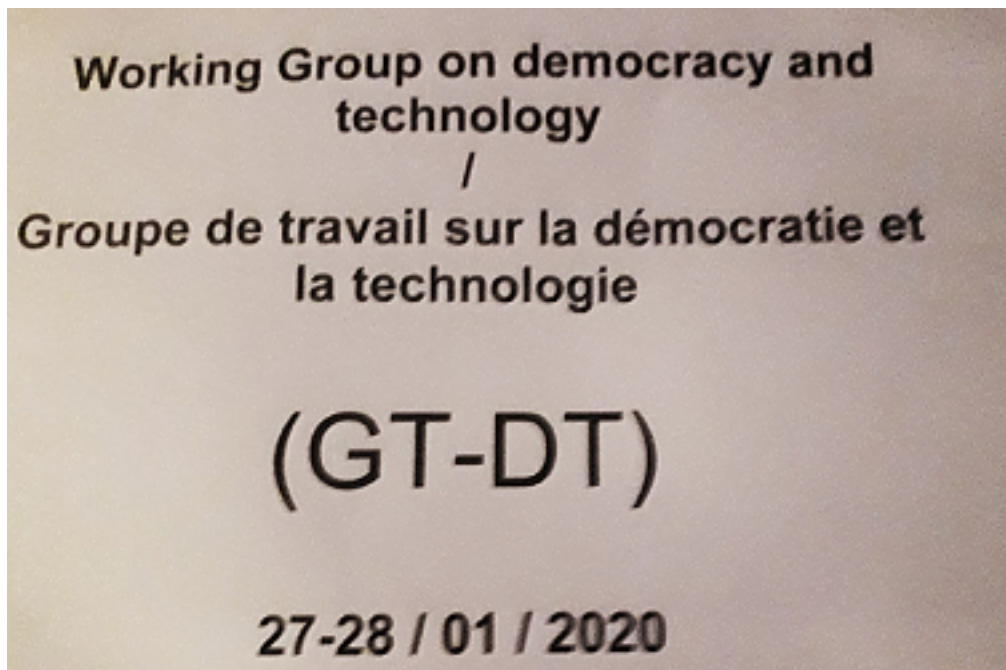 Working Group on democracy and
technology
/
Groupe de travail sur la démocratie et
la technologie
(GT-DT)
27-28 / 01 / 2020